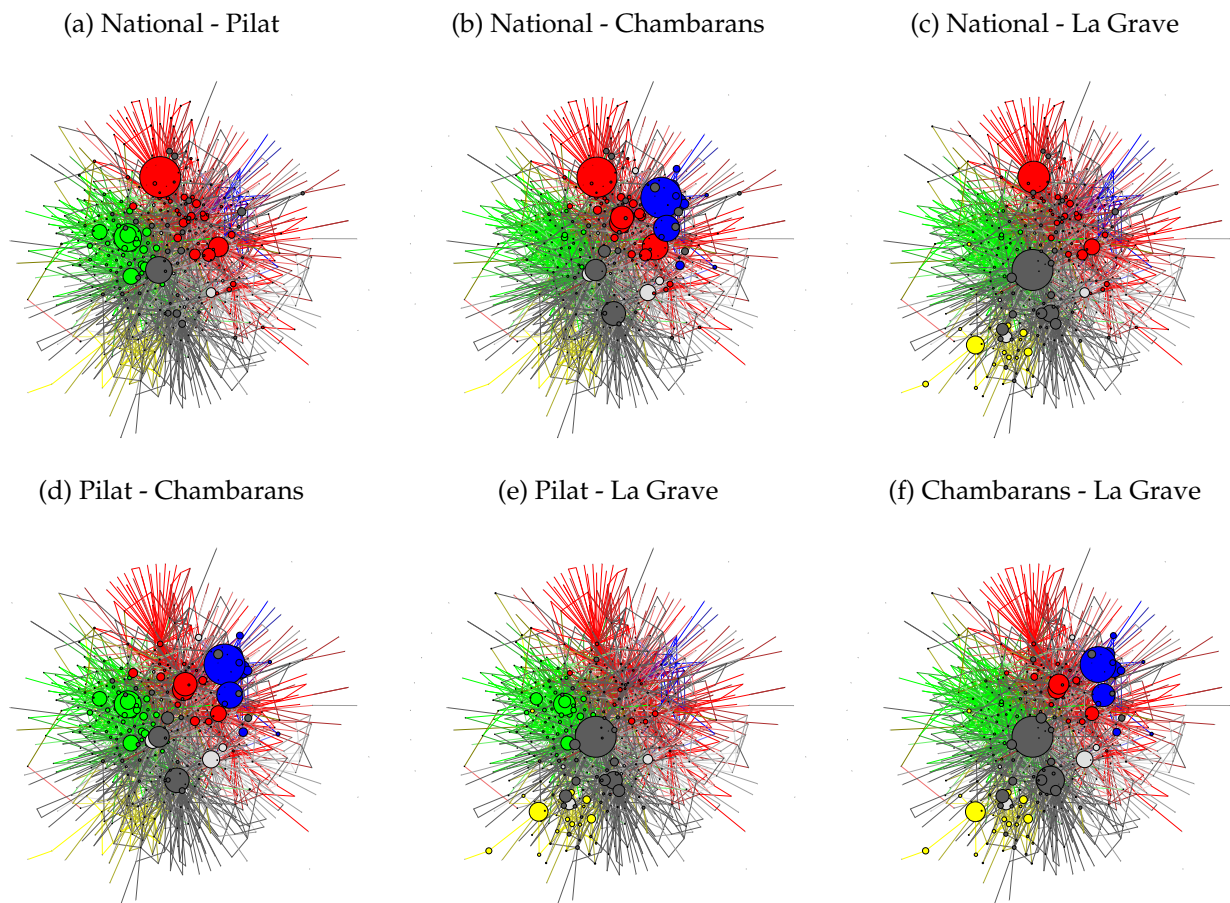 (a) National - Pilat
(b) National - Chambarans
(c) National - La Grave
(d) Pilat - Chambarans
(e) Pilat - La Grave
(f) Chambarans - La Grave